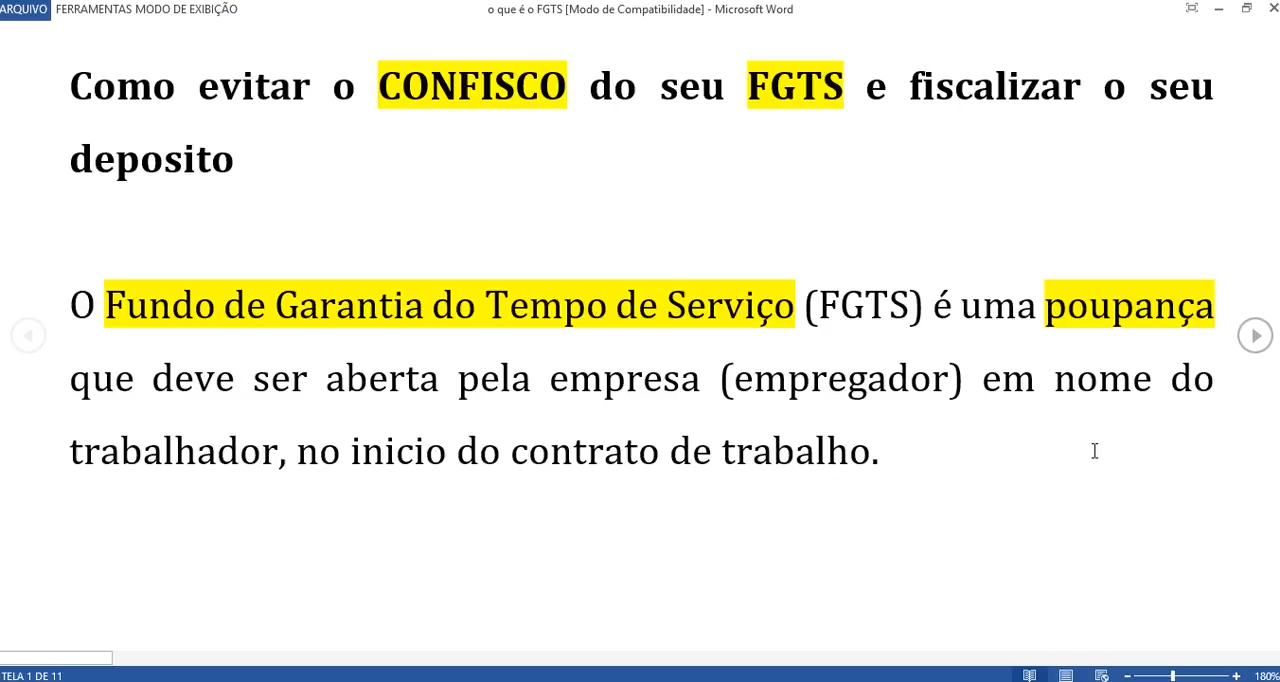 ARQUIVO FERRAMENTAS MODO DE EXIBIÇÃO o que é o FGTS [Modo de Compatibilidade] - Microsoft Word
Como evitar o CONFISCO do seu FGTS e fiscalizar o seu
deposito
O Fundo de Garantia do Tempo de Serviço (FGTS) é uma poupança
que deve ser aberta pela empresa (empregador) em nome do
trabalhador, no inicio do contrato de trabalho.
TELA 1 DE 11 180%